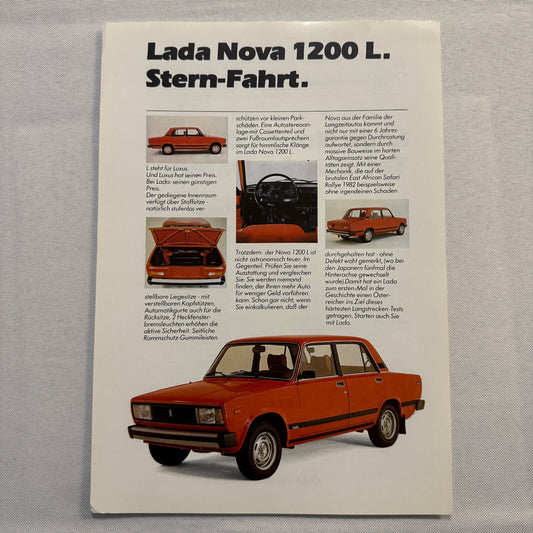 Lada Nova 1200 L.
Stern-Fahrt.
L steht für Luxus.
Und Luxus hat seinen Preis.
Bei Lada: seinen günstigen
Preis.
Der gediegene Innenraum
verfügt über Stoffsitze -
natürlich stufenlos ver-
stellbare Liegesitze - mit
verstellbaren Kopfstützen,
Automatikgurte auch für die
Rücksitze, 2 Heckfenster-
bremsleuchten erhöhen die
aktive Sicherheit. Seitliche
Rammschutz-Gummileisten
schützen vor kleinen Park-
schäden. Eine Autostereoan-
lage-mit Cassettenteil und
zwei Fußraumlautsprechern
sorgt für himmlische Klänge
im Lada Nova 1200 L.
Trotzdem: der Nova 1200 L ist
nicht astronomisch teuer. Im
Gegenteil. Prüfen Sie seine
Ausstattung und vergleichen
Sie: Sie werden niemand
finden, der Ihnen mehr Auto
für weniger Geld vorführen
kann. Schon gar nicht, wenn
Sie einkalkulieren, daß der
Nova aus der Familie der
Langzeitautos kommt und
nicht nur mit einer 6 Jahres-
garantie gegen Durchrostung
aufwartet, sondern durch
massive Bauweise im harten
Alltagseinsatz seine Quali-
täten zeigt. Mit einer
Mechanik, die auf der
brutalen East African Safari
Rallye 1982 beispielsweise
ohne irgendeinen Schaden
durchgehalten hat - ohne
Defekt wohl gemerkt, (wo bei
den Japanern fünfmal die
Hinterachse gewechselt
wurde). Damit hat ein Lada
zum ersten-Mal in der
Geschichte einen Öster-
reicher ins Ziel dieses
härtesten Langstrecken-Tests
getragen. Starten auch Sie
mit Lada.